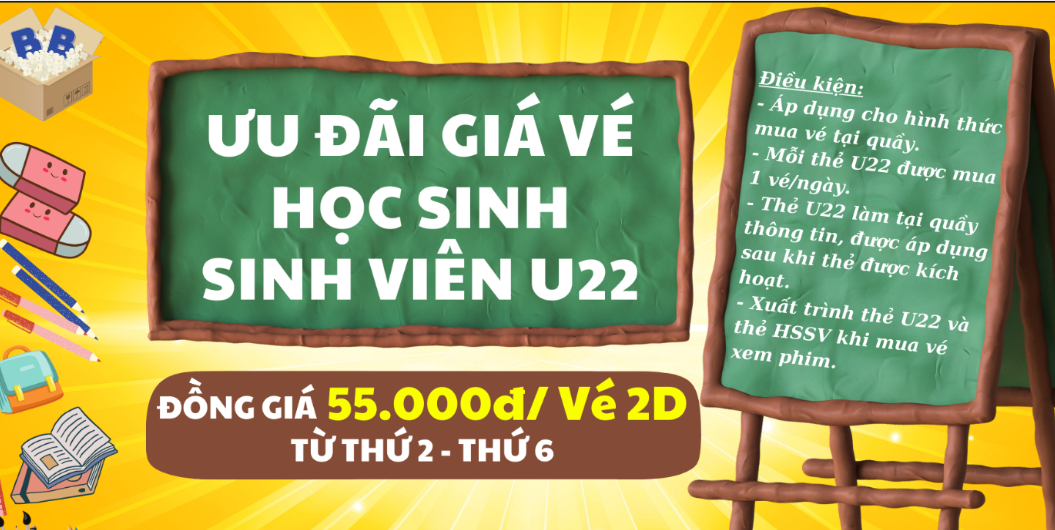 B B
ƯU ĐÃI GIÁ VÉ
HỌC SINH
SINH VIÊN U22
ĐỒNG GIÁ 55.000đ/ Vé 2D
TỪ THỨ 2 - THỨ 6
Điều kiện:
- Áp dụng cho hình thức
mua vé tại quầy.
- Mỗi thẻ U22 được mua
1 vé/ngày.
- Thẻ U22 làm tại quầy
thông tin, được áp dụng
sau khi thẻ được kích
hoạt.
- Xuất trình thẻ U22 và
thẻ HSSV khi mua vé
xem phim.